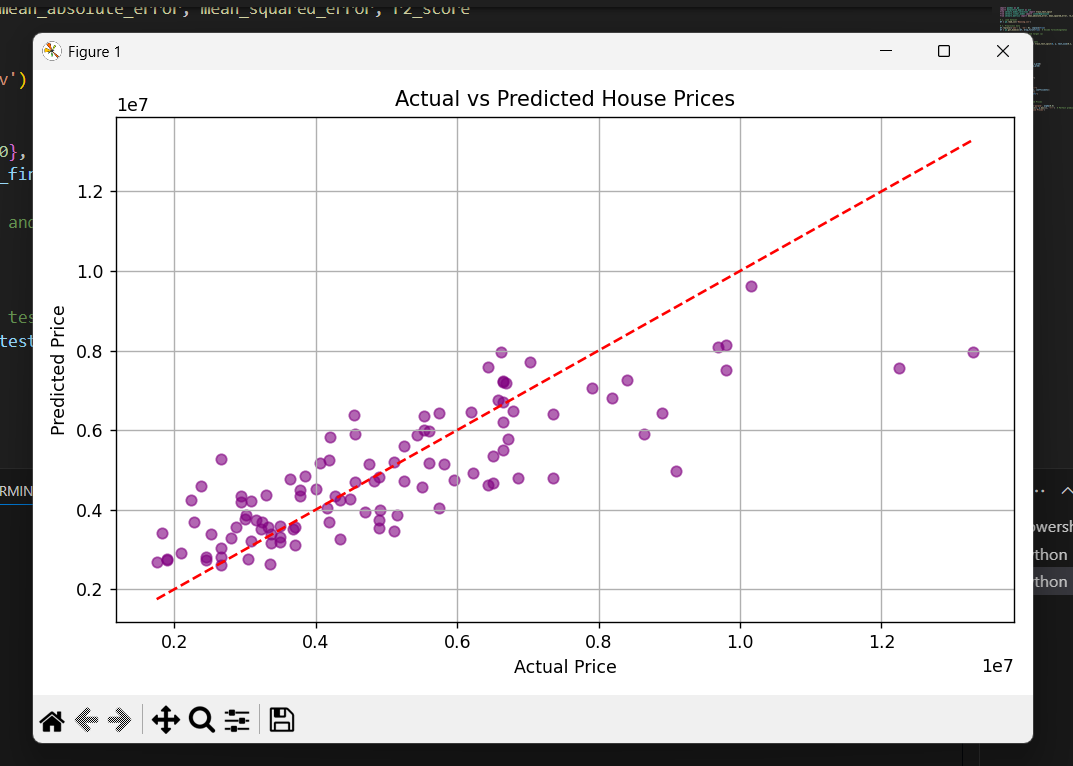 mean_absolute_error, mean_squared_error, r2_score
Figure 1
v')
0},
_fir
and
tes
test
Actual vs Predicted House Prices
1e7
1.2
1.0
0.8
0.6
0.4
0.2
Predicted Price
0.2 0.4 0.6 0.8 1.0 1.2
Actual Price
1e7
RMIN
owersh
thon
thon